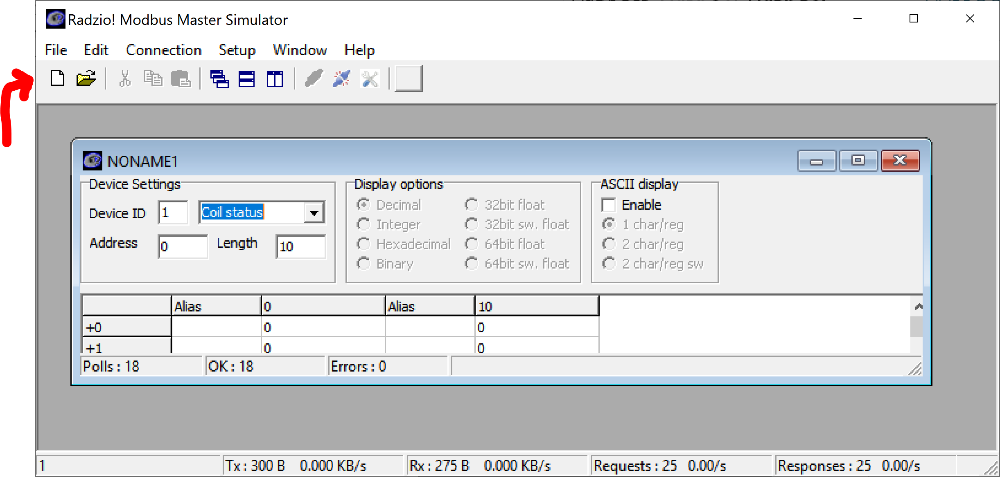 Radzio! Modbus Master Simulator
File Edit Connection Setup Window Help
NONAME1
Device Settings
Device ID 1 Coil status
Address 0 Length 10
Display options
Decimal 32bit float
Integer 32bit sw. float
Hexadecimal 64bit float
Binary 64bit sw. float
ASCII display
Enable
1 char/reg
2 char/reg
2 char/reg sw
Alias 0 Alias 10
+0 0 0
+1 0 0
Polls : 18 OK : 18 Errors : 0
1 Tx : 300 B 0.000 KB/s Rx : 275 B 0.000 KB/s Requests : 25 0.00/s Responses : 25 0.00/s